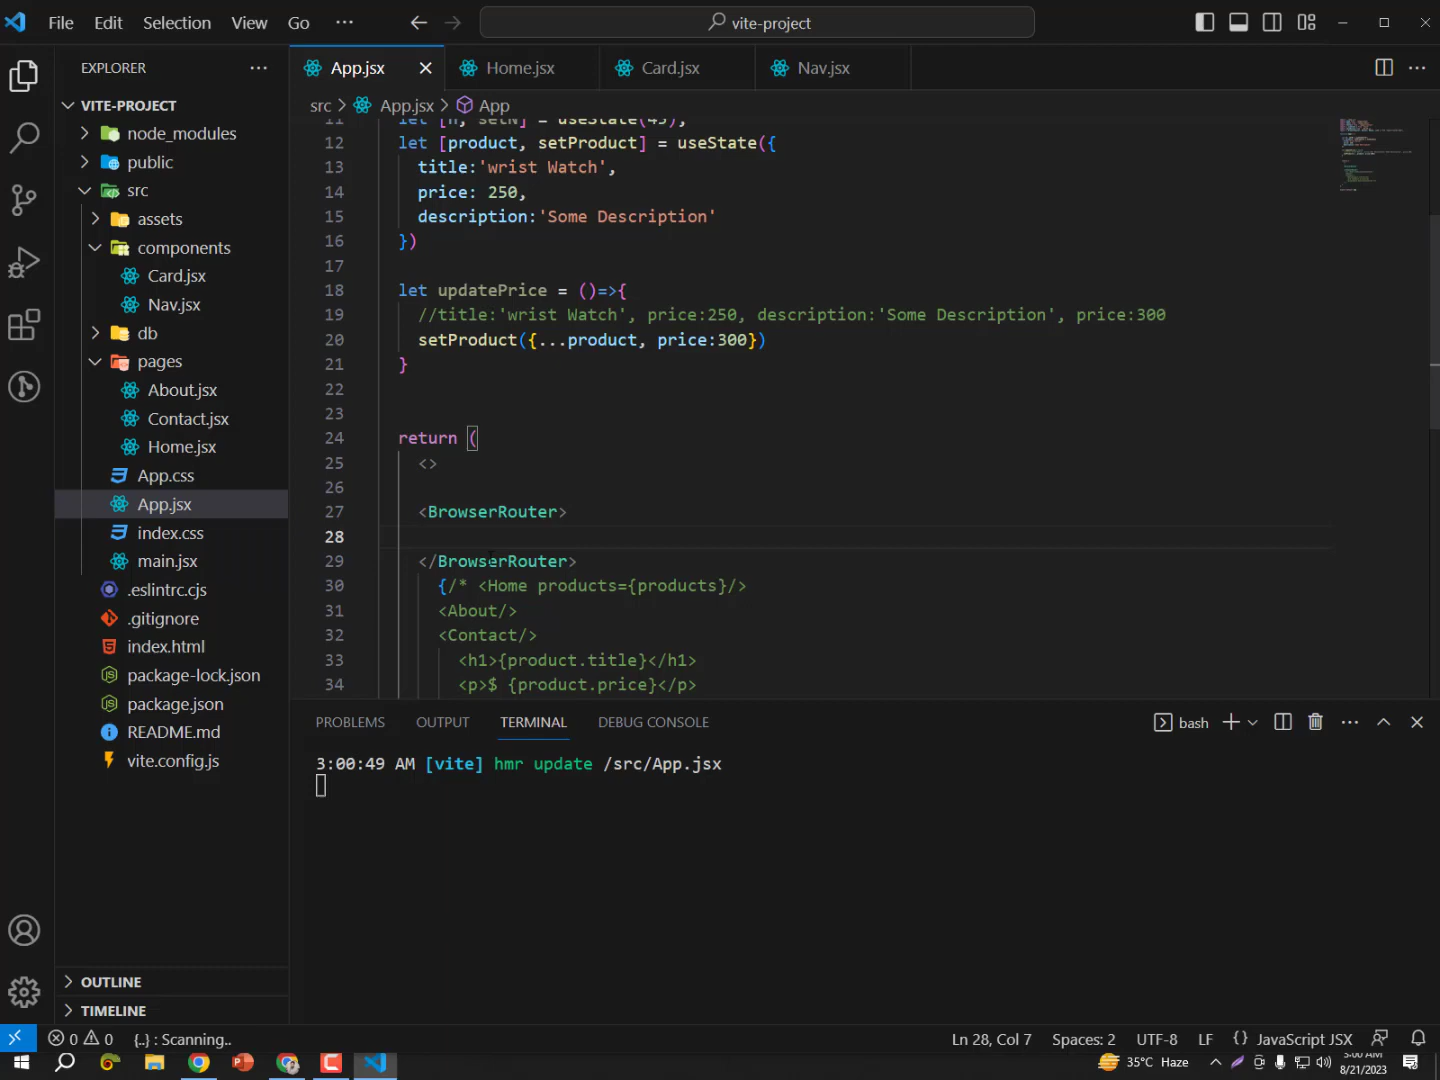 File Edit Selection View Go ··· vite-project
EXPLORER ···
App.jsx Home.jsx Card.jsx Nav.jsx ···
src > App.jsx > App
VITE-PROJECT
node_modules
public
src
assets
components
Card.jsx
Nav.jsx
db
pages
About.jsx
Contact.jsx
Home.jsx
App.css
App.jsx
index.css
main.jsx
.eslintrc.cjs
.gitignore
index.html
package-lock.json
package.json
README.md
vite.config.js
OUTLINE
TIMELINE
11 let [n, setN] = useState(45);
12 let [product, setProduct] = useState({
13 title:'wrist Watch',
14 price: 250,
15 description:'Some Description'
16 })
17
18 let updatePrice = ()=>{
19 //title:'wrist Watch', price:250, description:'Some Description', price:300
20 setProduct({...product, price:300})
21 }
22
23
24 return (
25 <>
26
27 <BrowserRouter>
28
29 </BrowserRouter>
30 {/* <Home products={products}/>
31 <About/>
32 <Contact/>
33 <h1>{product.title}</h1>
34 <p>$ {product.price}</p>
PROBLEMS OUTPUT TERMINAL DEBUG CONSOLE bash ···
3:00:49 AM [vite] hmr update /src/App.jsx
0 0 {..} : Scanning.. Ln 28, Col 7 Spaces: 2 UTF-8 LF {} JavaScript JSX
35°C Haze 3:00 AM
8/21/2023